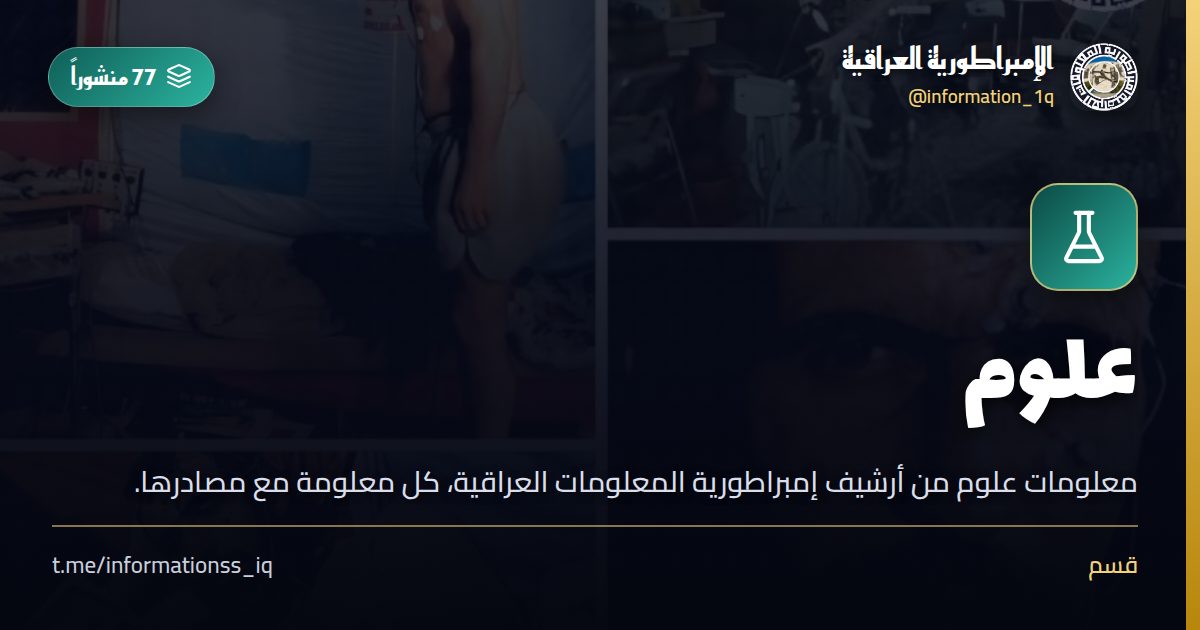 الإمبراطورية العراقية
@information_1q
77 منشوراً
علوم
معلومات علوم من أرشيف إمبراطورية المعلومات العراقية، كل معلومة مع مصادرها.
قسم
t.me/informationss_iq